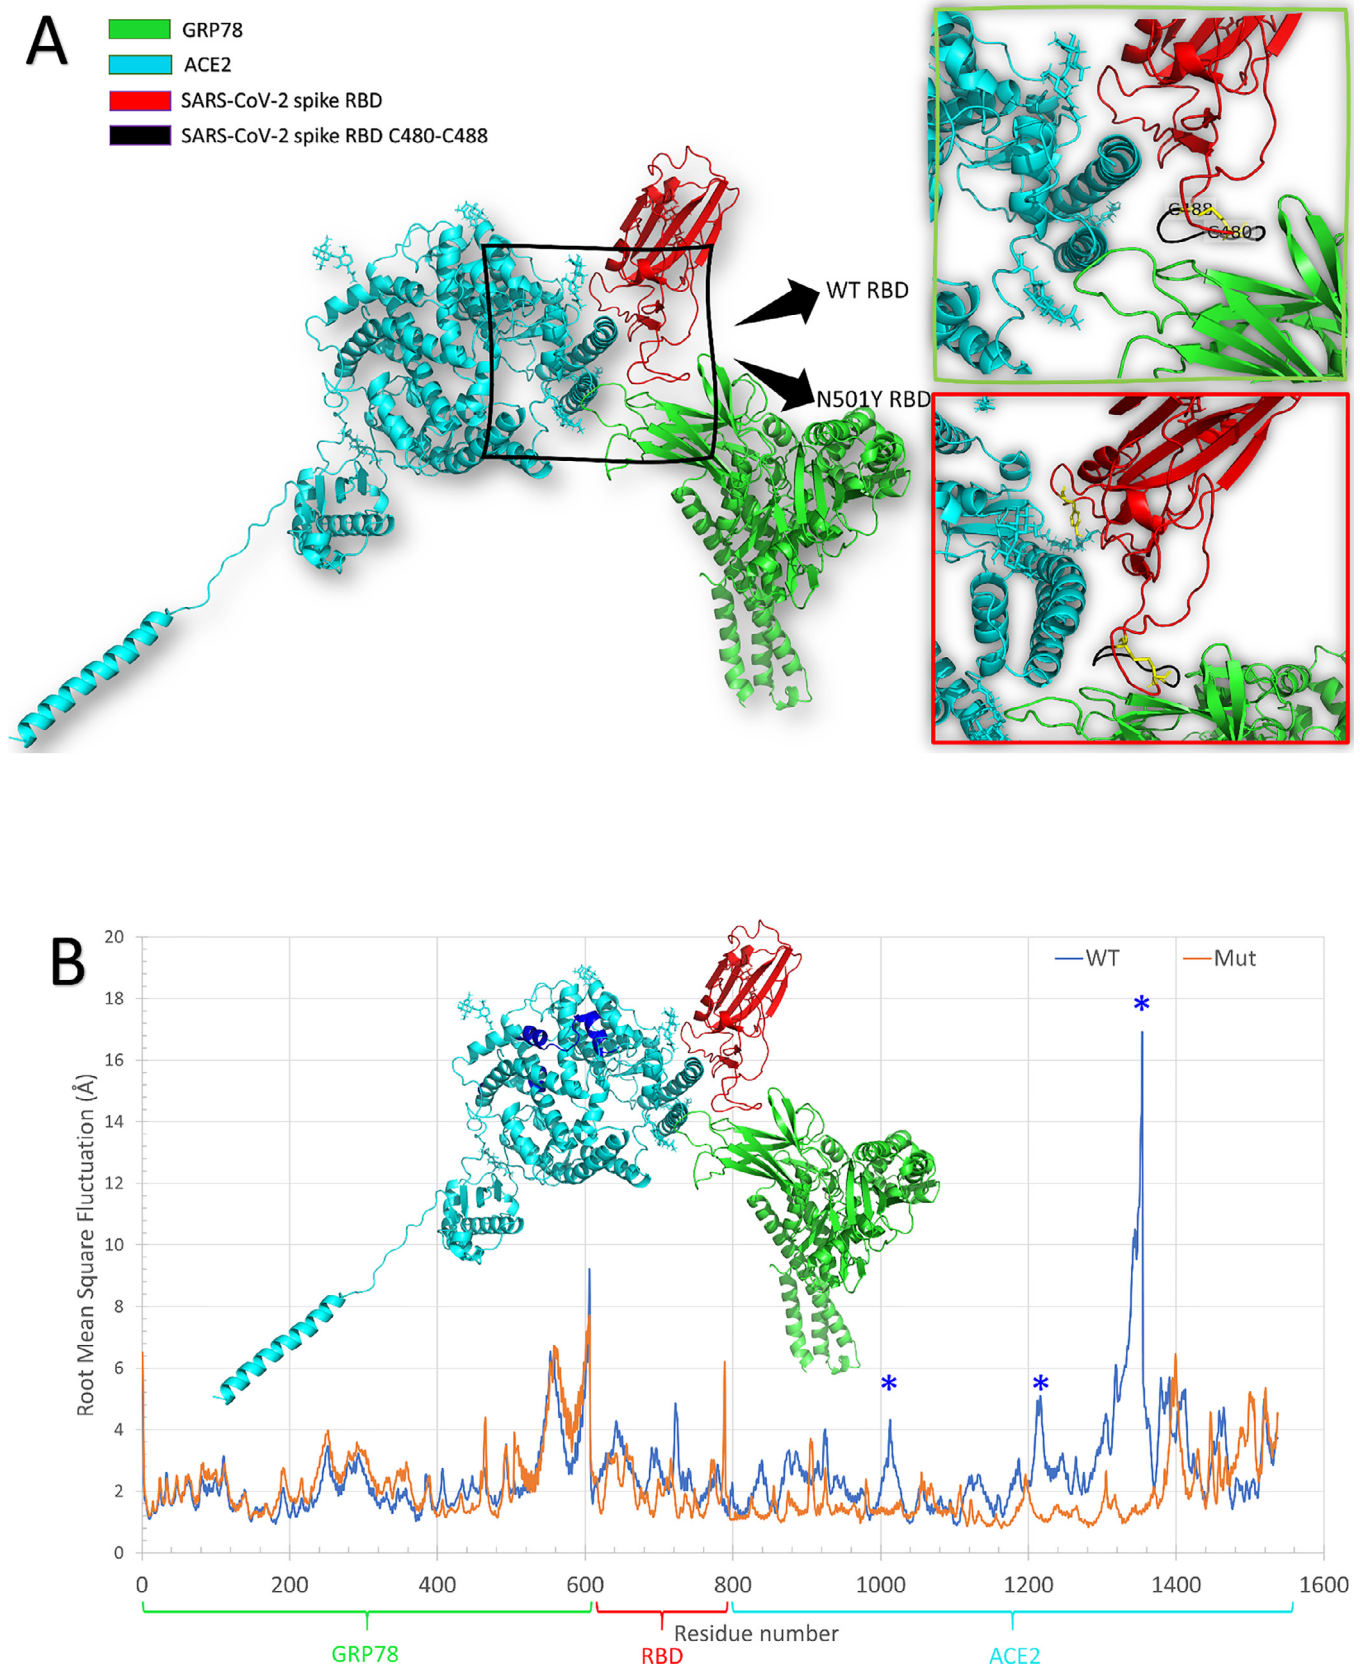 A
GRP78
ACE2
SARS-CoV-2 spike RBD
SARS-CoV-2 spike RBD C480-C488
WT RBD
N501Y RBD
C488
C480
B
WT
Mut
*
*
*
Root Mean Square Fluctuation (Å)
20
18
16
14
12
10
8
6
4
2
0
0 200 400 600 800 1000 1200 1400 1600
Residue number
GRP78 RBD ACE2